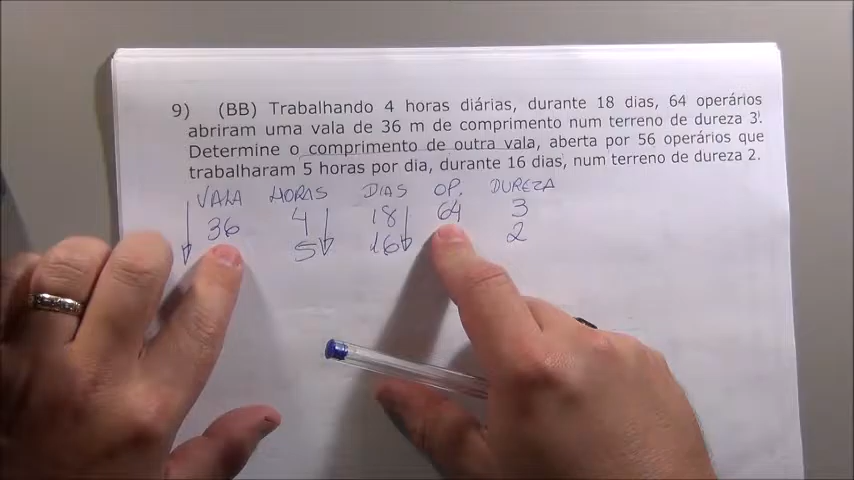 9) (BB) Trabalhando 4 horas diárias, durante 18 dias, 64 operários
abriram uma vala de 36 m de comprimento num terreno de dureza 3.
Determine o comprimento de outra vala, aberta por 56 operários que
trabalharam 5 horas por dia, durante 16 dias, num terreno de dureza 2.
VALA HORAS DIAS OP. DUREZA
36 4 18 64 3
5 16 2